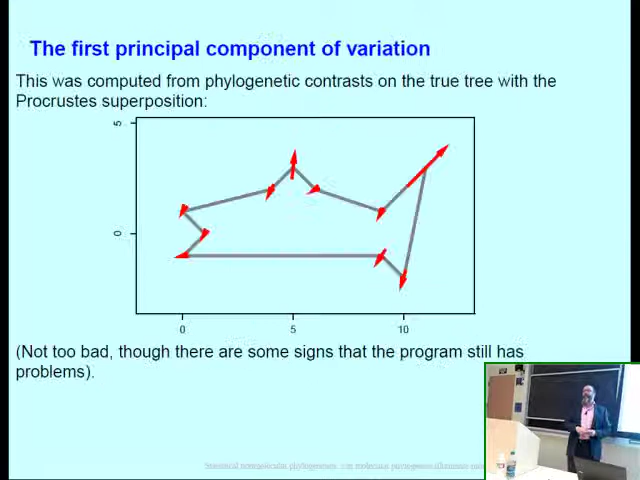 The first principal component of variation
This was computed from phylogenetic contrasts on the true tree with the
Procrustes superposition:
5
0
0 5 10
(Not too bad, though there are some signs that the program still has
problems).